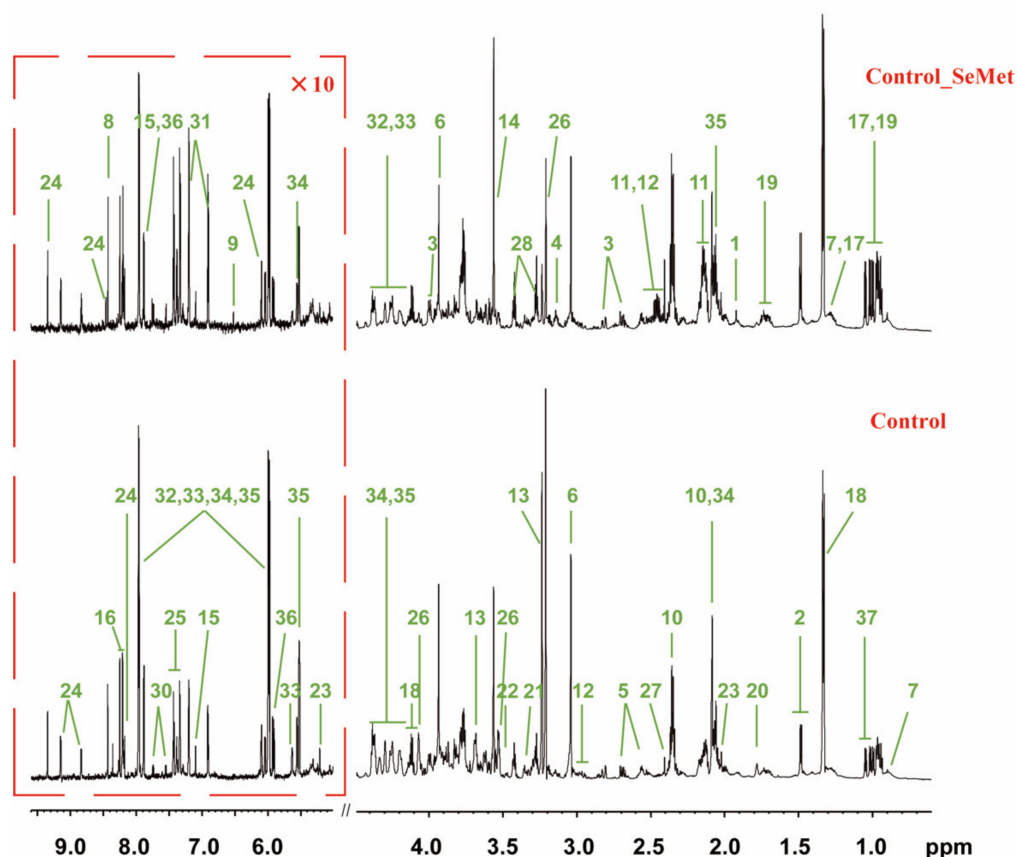 ×10
Control_SeMet
8 15,36 31 32,33 6 14 26 35 17,19
24 24 34 11,12 11 19
24 9 3 28 4 3 1 7,17
Control
24 32,33,34,35 35 34,35 13 6 10,34 18
16 25 15 36 26 13 26 10 2 37
24 30 33 23 18 22 21 12 5 27 23 20 7
9.0 8.0 7.0 6.0 // 4.0 3.5 3.0 2.5 2.0 1.5 1.0 ppm